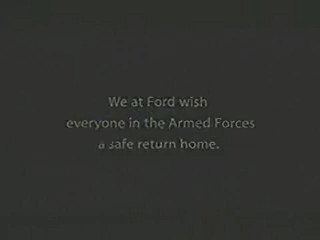 We at Ford wish
everyone in the Armed Forces
a safe return home.